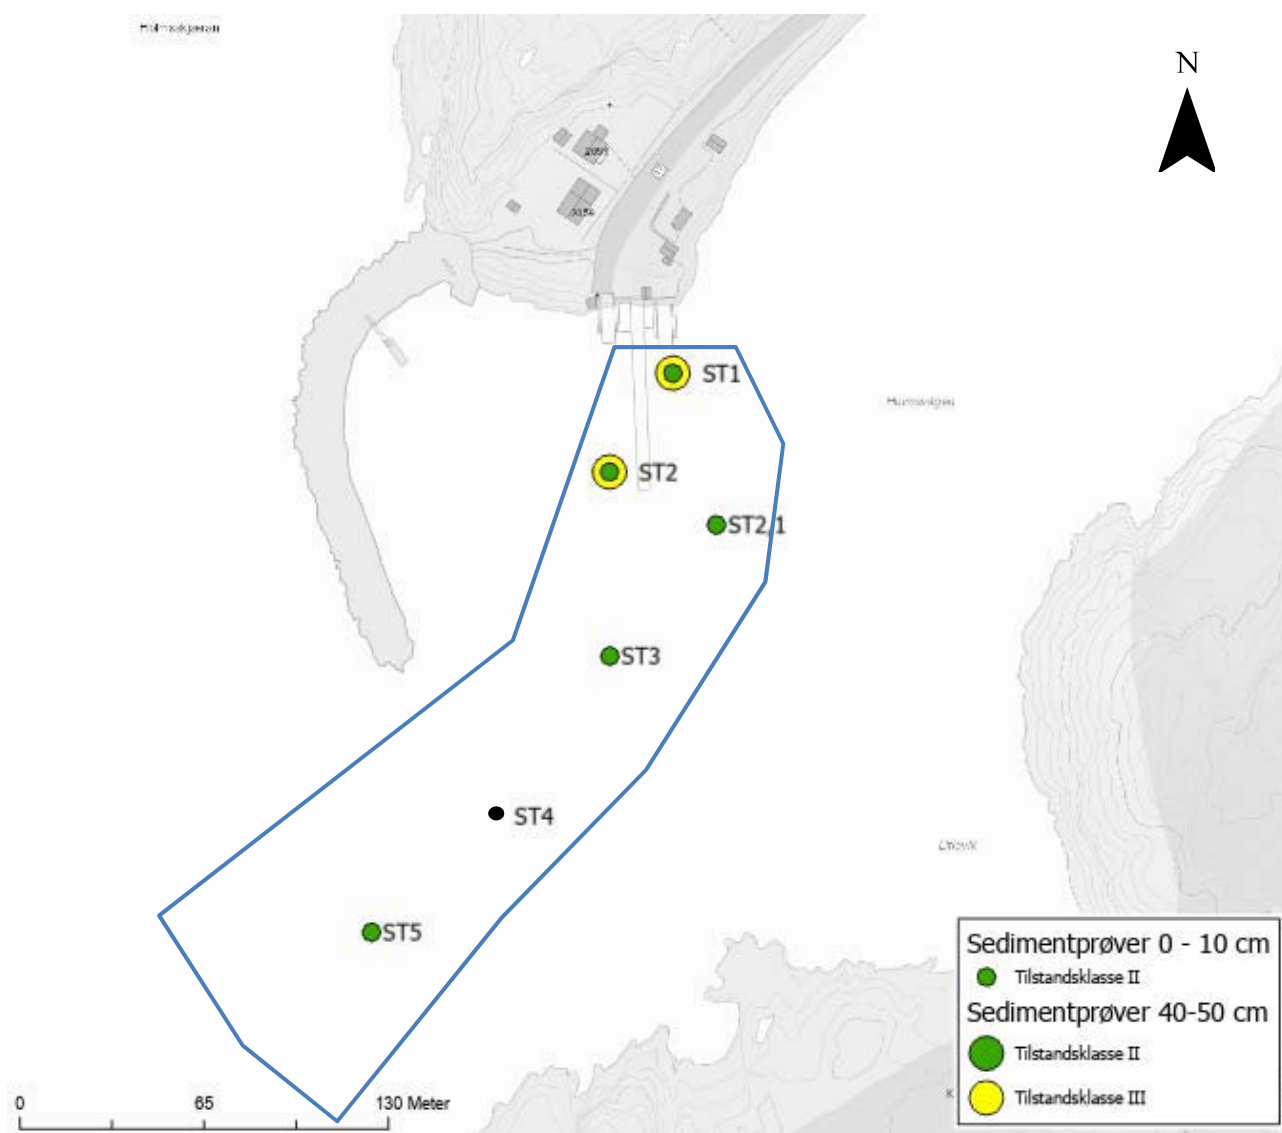 N
ST1
ST2
ST2,1
ST3
ST4
ST5
Sedimentprøver 0 - 10 cm
Tilstandsklasse II
Sedimentprøver 40-50 cm
Tilstandsklasse II
Tilstandsklasse III
K
0 65 130 Meter